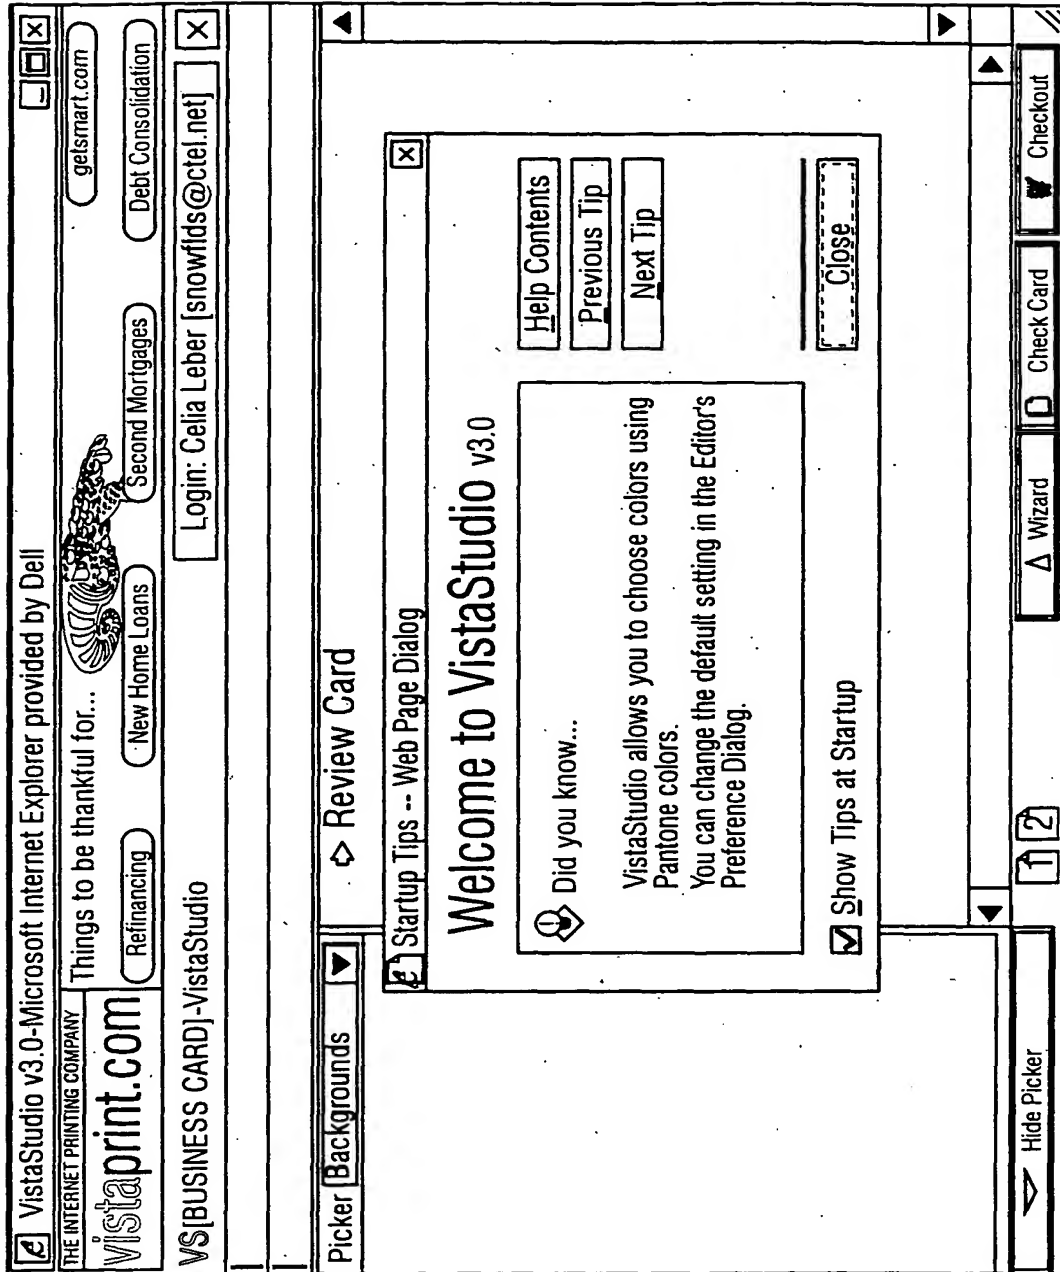 VistaStudio v3.0-Microsoft Internet Explorer provided by Dell
THE INTERNET PRINTING COMPANY
vistaprint.com
Things to be thankful for...
getsmart.com
Refinancing
New Home Loans
Second Mortgages
Debt Consolidation
VS[BUSINESS CARD]-VistaStudio
Login: Celia Leber [snowflds@ctel.net]
Picker Backgrounds
Review Card
Startup Tips -- Web Page Dialog
Welcome to VistaStudio v3.0
Did you know...
VistaStudio allows you to choose colors using
Pantone colors.
You can change the default setting in the Editor's
Preference Dialog.
Help Contents
Previous Tip
Next Tip
Show Tips at Startup
Close
Hide Picker
1 2
Wizard
Check Card
Checkout